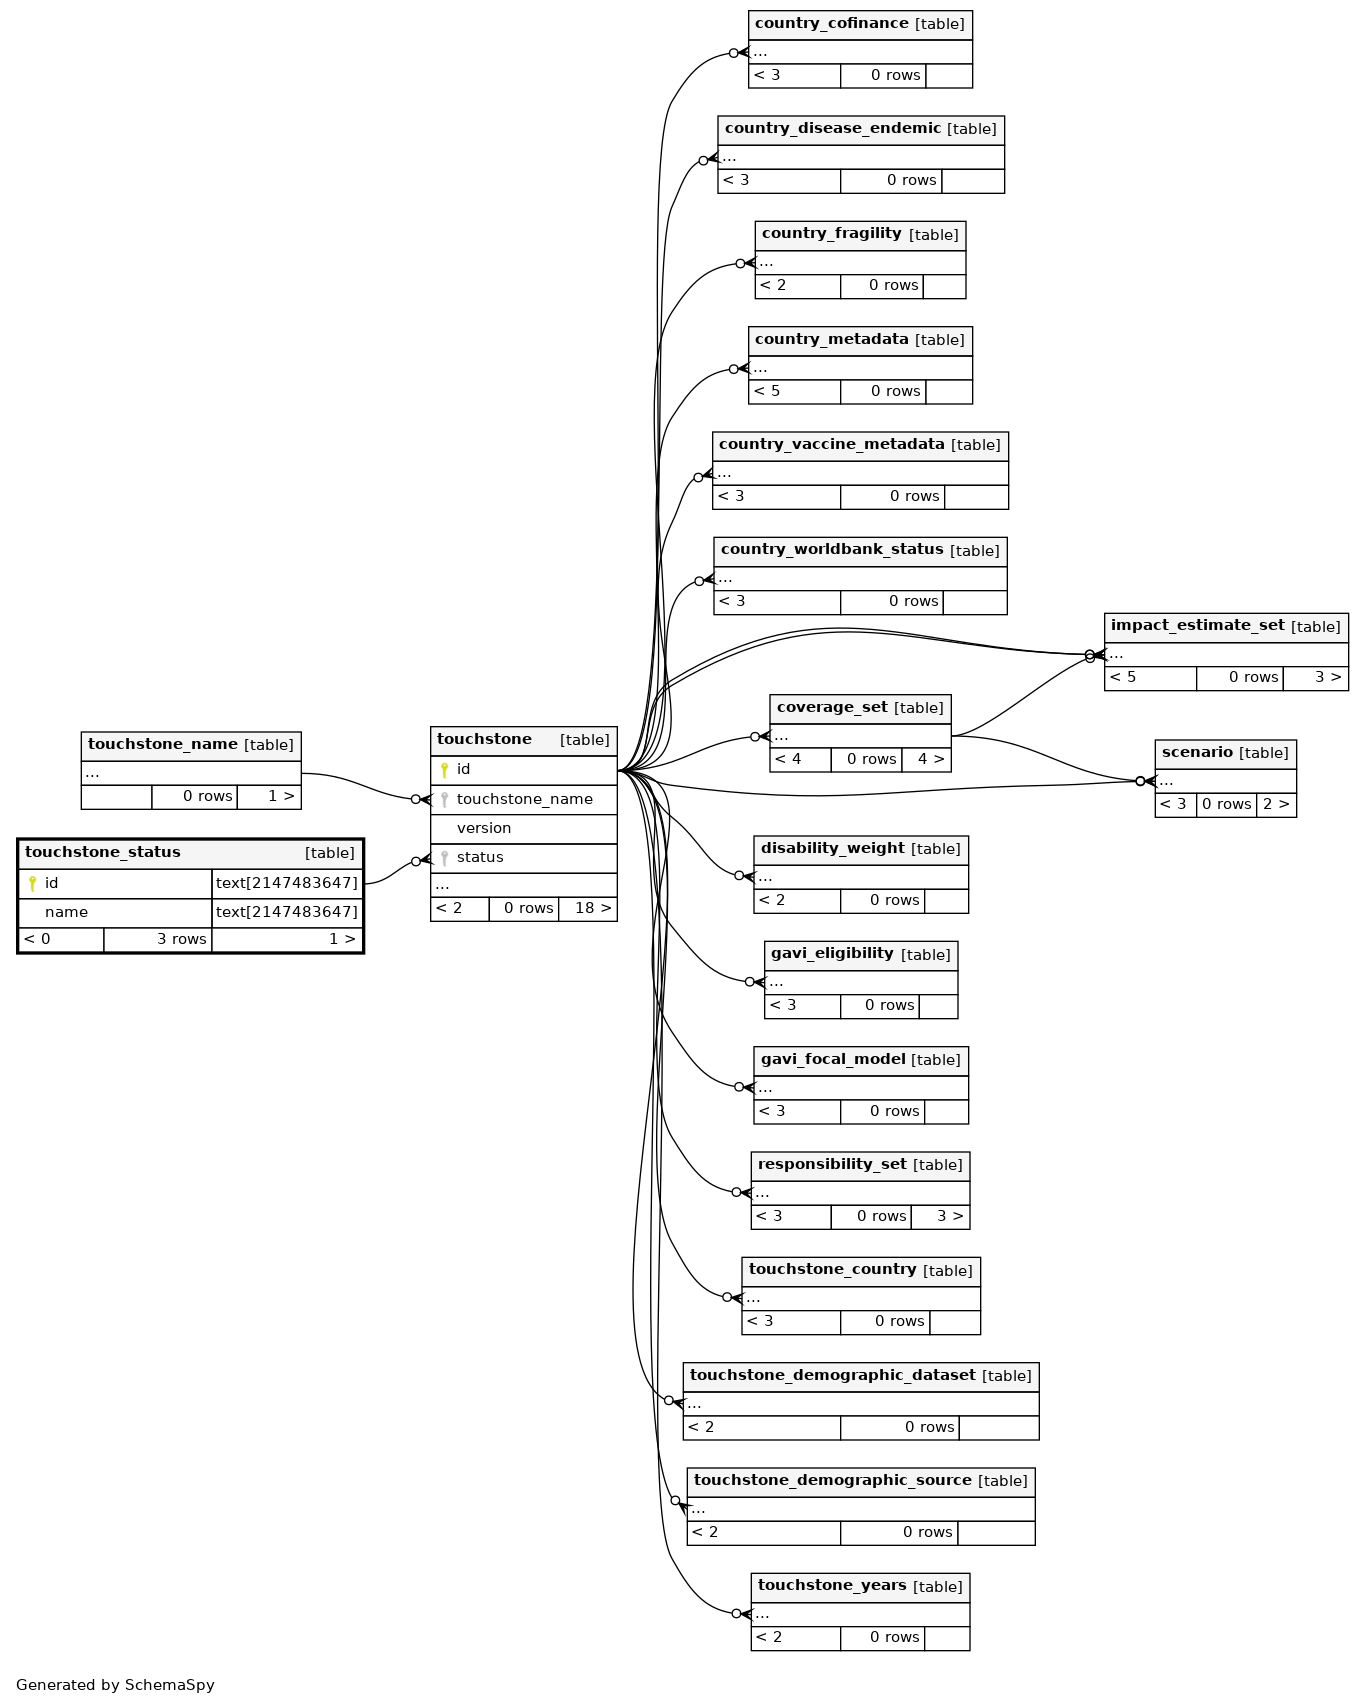 country_cofinance [table]
...
< 3 0 rows
country_disease_endemic [table]
...
< 3 0 rows
country_fragility [table]
...
< 2 0 rows
country_metadata [table]
...
< 5 0 rows
country_vaccine_metadata [table]
...
< 3 0 rows
country_worldbank_status [table]
...
< 3 0 rows
impact_estimate_set [table]
...
< 5 0 rows 3 >
coverage_set [table]
...
< 4 0 rows 4 >
scenario [table]
...
< 3 0 rows 2 >
touchstone_name [table]
...
0 rows 1 >
touchstone_status [table]
id text[2147483647]
name text[2147483647]
< 0 3 rows 1 >
touchstone [table]
id
touchstone_name
version
status
...
< 2 0 rows 18 >
disability_weight [table]
...
< 2 0 rows
gavi_eligibility [table]
...
< 3 0 rows
gavi_focal_model [table]
...
< 3 0 rows
responsibility_set [table]
...
< 3 0 rows 3 >
touchstone_country [table]
...
< 3 0 rows
touchstone_demographic_dataset [table]
...
< 2 0 rows
touchstone_demographic_source [table]
...
< 2 0 rows
touchstone_years [table]
...
< 2 0 rows
Generated by SchemaSpy